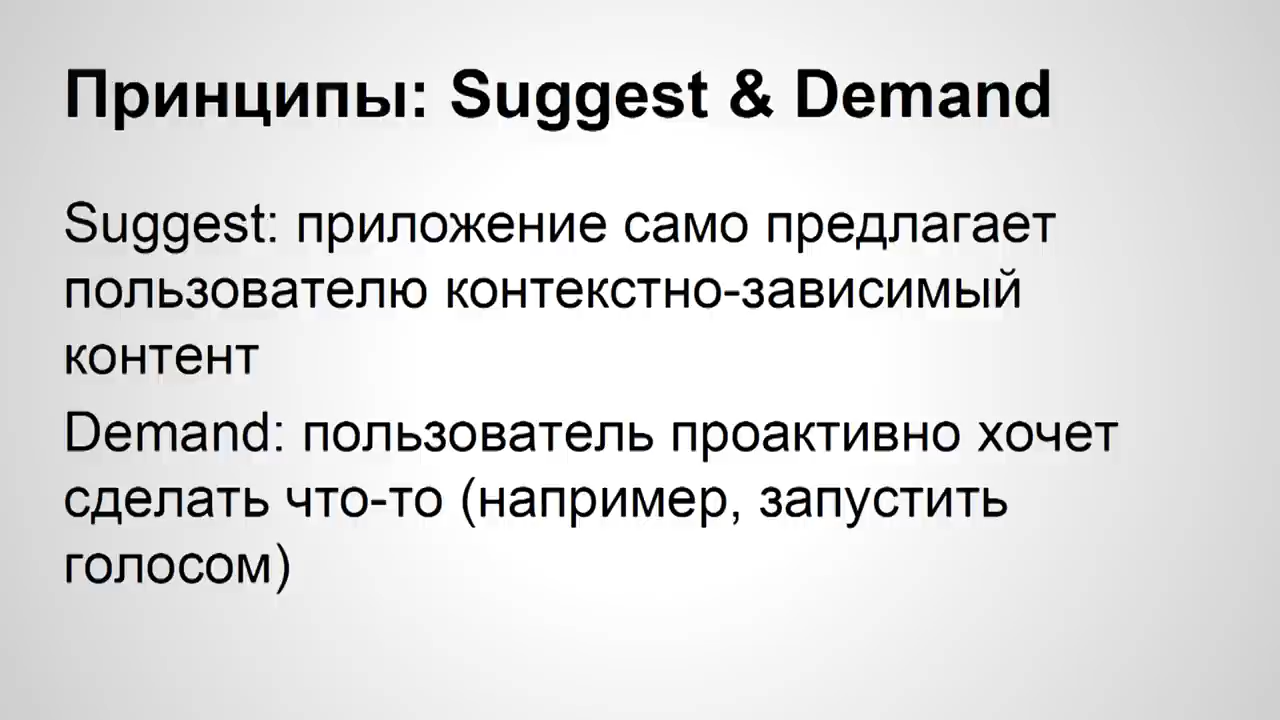 Принципы: Suggest & Demand
Suggest: приложение само предлагает
пользователю контекстно-зависимый
контент
Demand: пользователь проактивно хочет
сделать что-то (например, запустить
голосом)